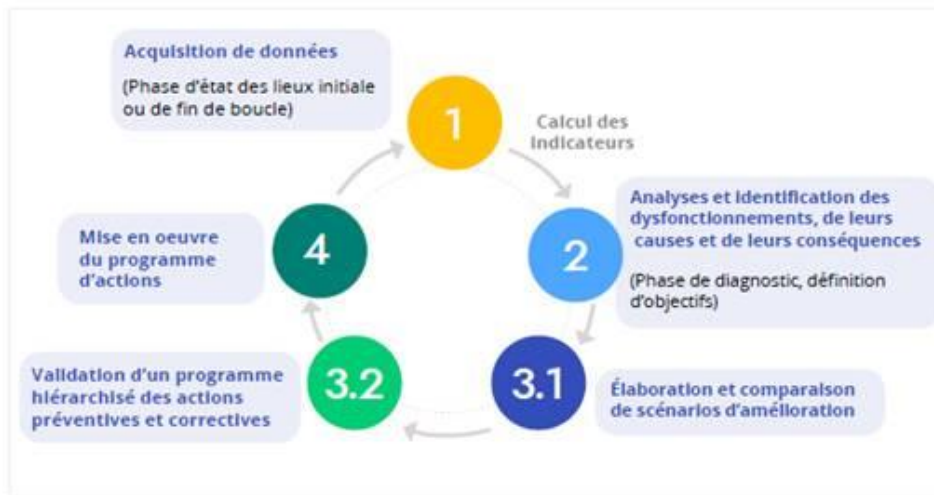 Acquisition de données
(Phase d'état des lieux initiale
ou de fin de boucle)
1
Calcul des
Indicateurs
Analyses et identification des
dysfonctionnements, de leurs
causes et de leurs conséquences
(Phase de diagnostic, définition
d'objectifs)
2
Mise en oeuvre
du programme
d'actions
4
Validation d'un programme
hiérarchisé des actions
préventives et correctives
3.2
3.1
Élaboration et comparaison
de scénarios d'amélioration